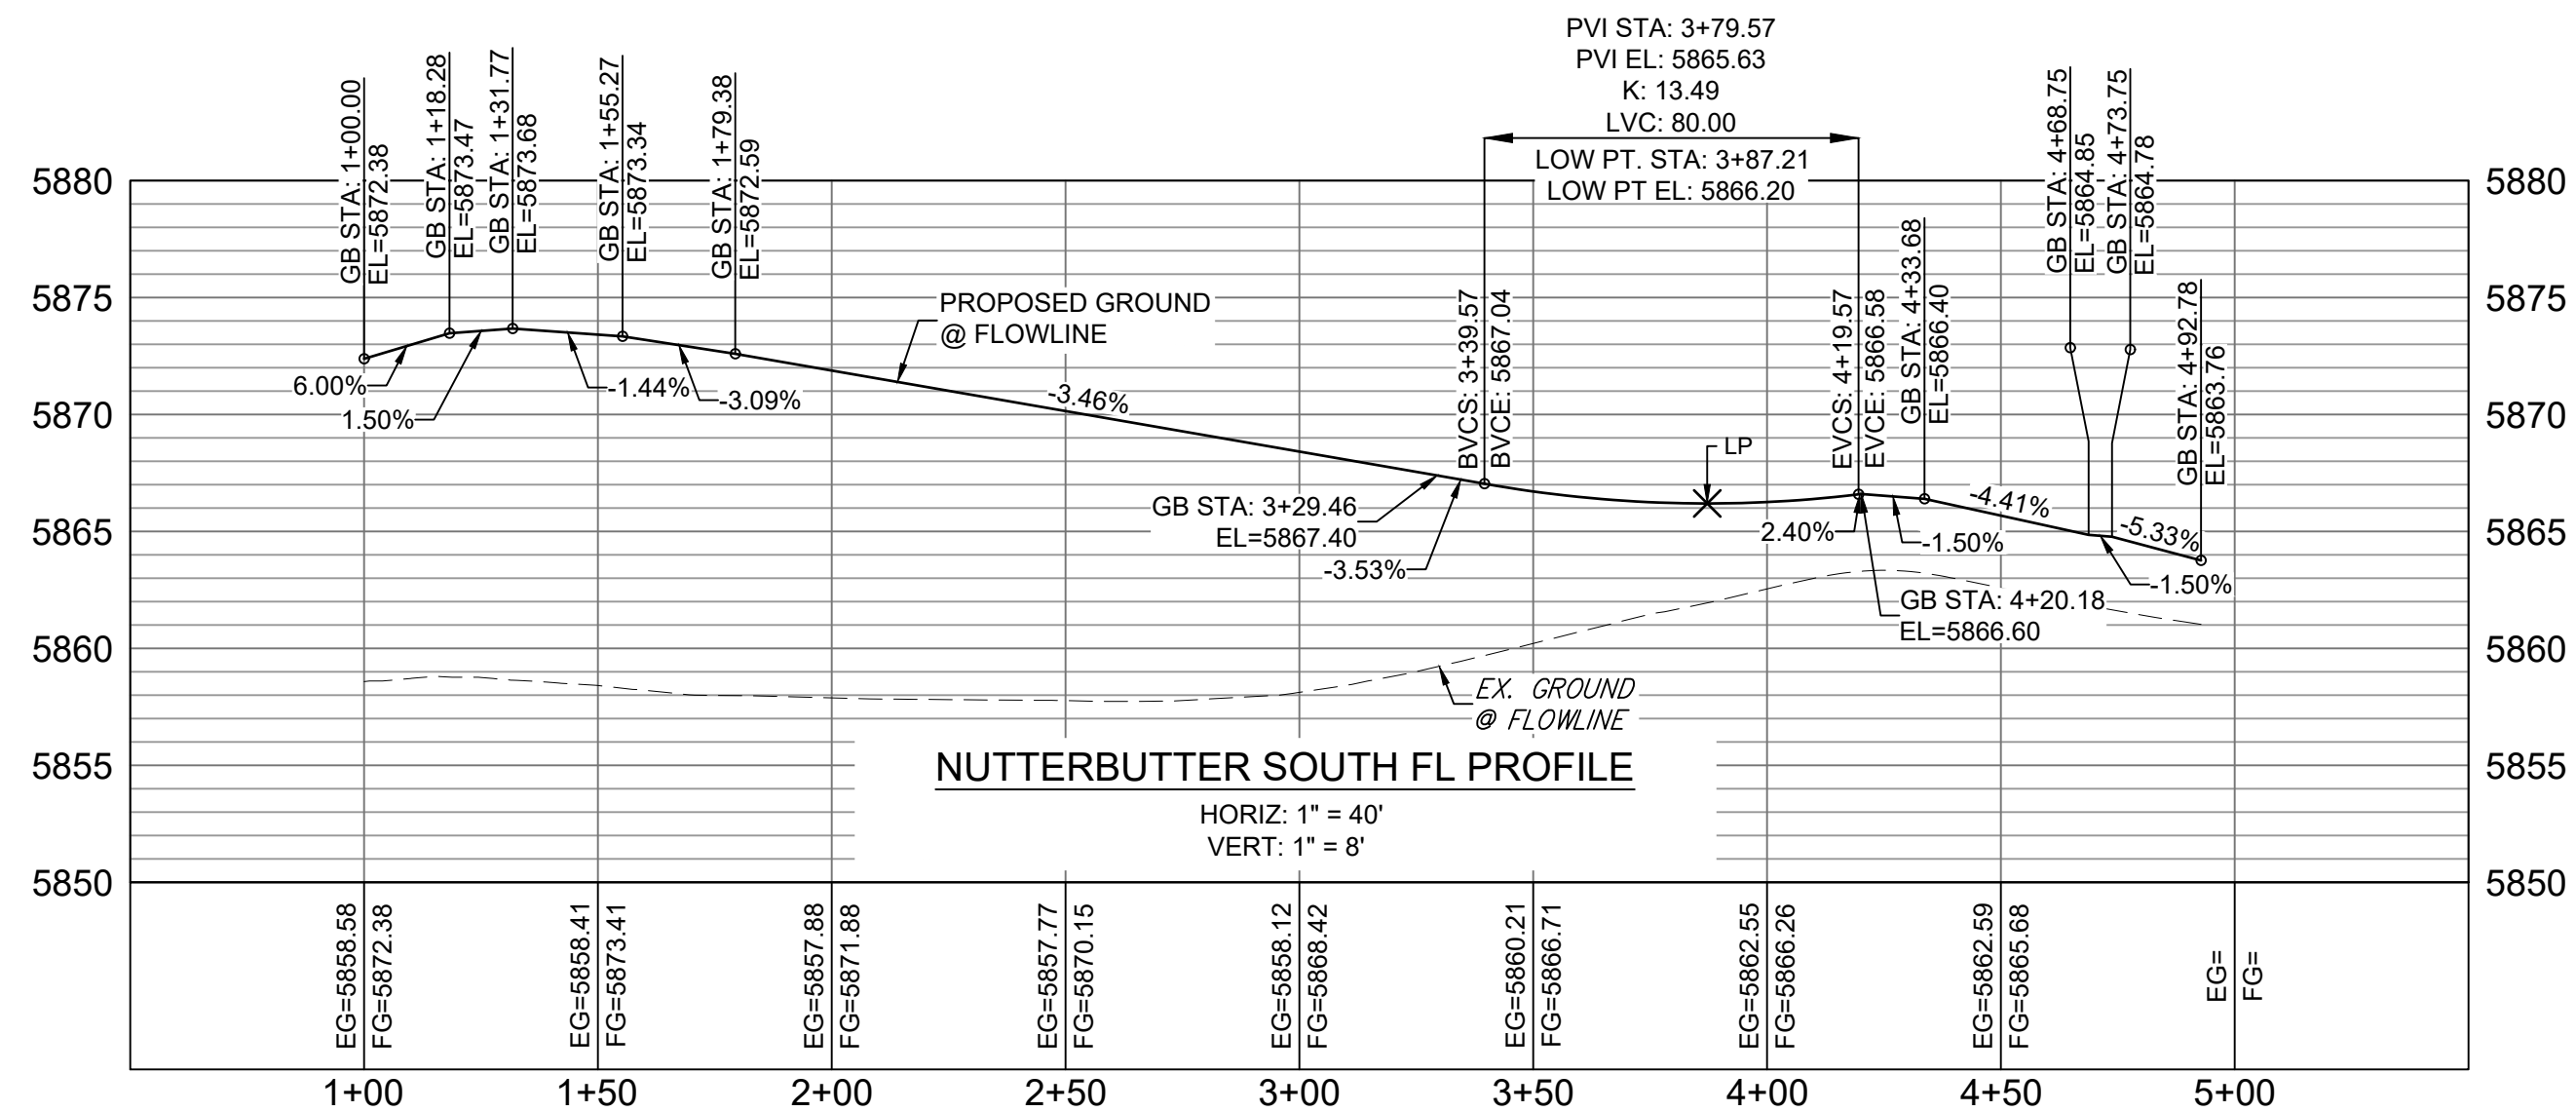 PVI STA: 3+79.57
PVI EL: 5865.63
K: 13.49
LVC: 80.00
LOW PT. STA: 3+87.21
LOW PT EL: 5866.20
GB STA: 1+00.00
EL=5872.38
GB STA: 1+18.28
EL=5873.47
GB STA: 1+31.77
EL=5873.68
GB STA: 1+55.27
EL=5873.34
GB STA: 1+79.38
EL=5872.59
BVCS: 3+39.57
BVCE: 5867.04
EVCS: 4+19.57
EVCE: 5866.58
GB STA: 4+33.68
EL=5866.40
GB STA: 4+68.75
EL=5864.85
GB STA: 4+73.75
EL=5864.78
GB STA: 4+92.78
EL=5863.76
5880
5880
5875
5875
5870
5870
5865
5865
5860
5860
5855
5855
5850
5850
PROPOSED GROUND
@ FLOWLINE
6.00%
1.50%
-1.44%
-3.09%
-3.46%
GB STA: 3+29.46
EL=5867.40
-3.53%
LP
2.40%
-1.50%
-4.41%
-5.33%
-1.50%
GB STA: 4+20.18
EL=5866.60
EX. GROUND
@ FLOWLINE
NUTTERBUTTER SOUTH FL PROFILE
HORIZ: 1" = 40'
VERT: 1" = 8'
EG=5858.58
FG=5872.38
EG=5858.41
FG=5873.41
EG=5857.88
FG=5871.88
EG=5857.77
FG=5870.15
EG=5858.12
FG=5868.42
EG=5860.21
FG=5866.71
EG=5862.55
FG=5866.26
EG=5862.59
FG=5865.68
EG=
FG=
1+00
1+50
2+00
2+50
3+00
3+50
4+00
4+50
5+00